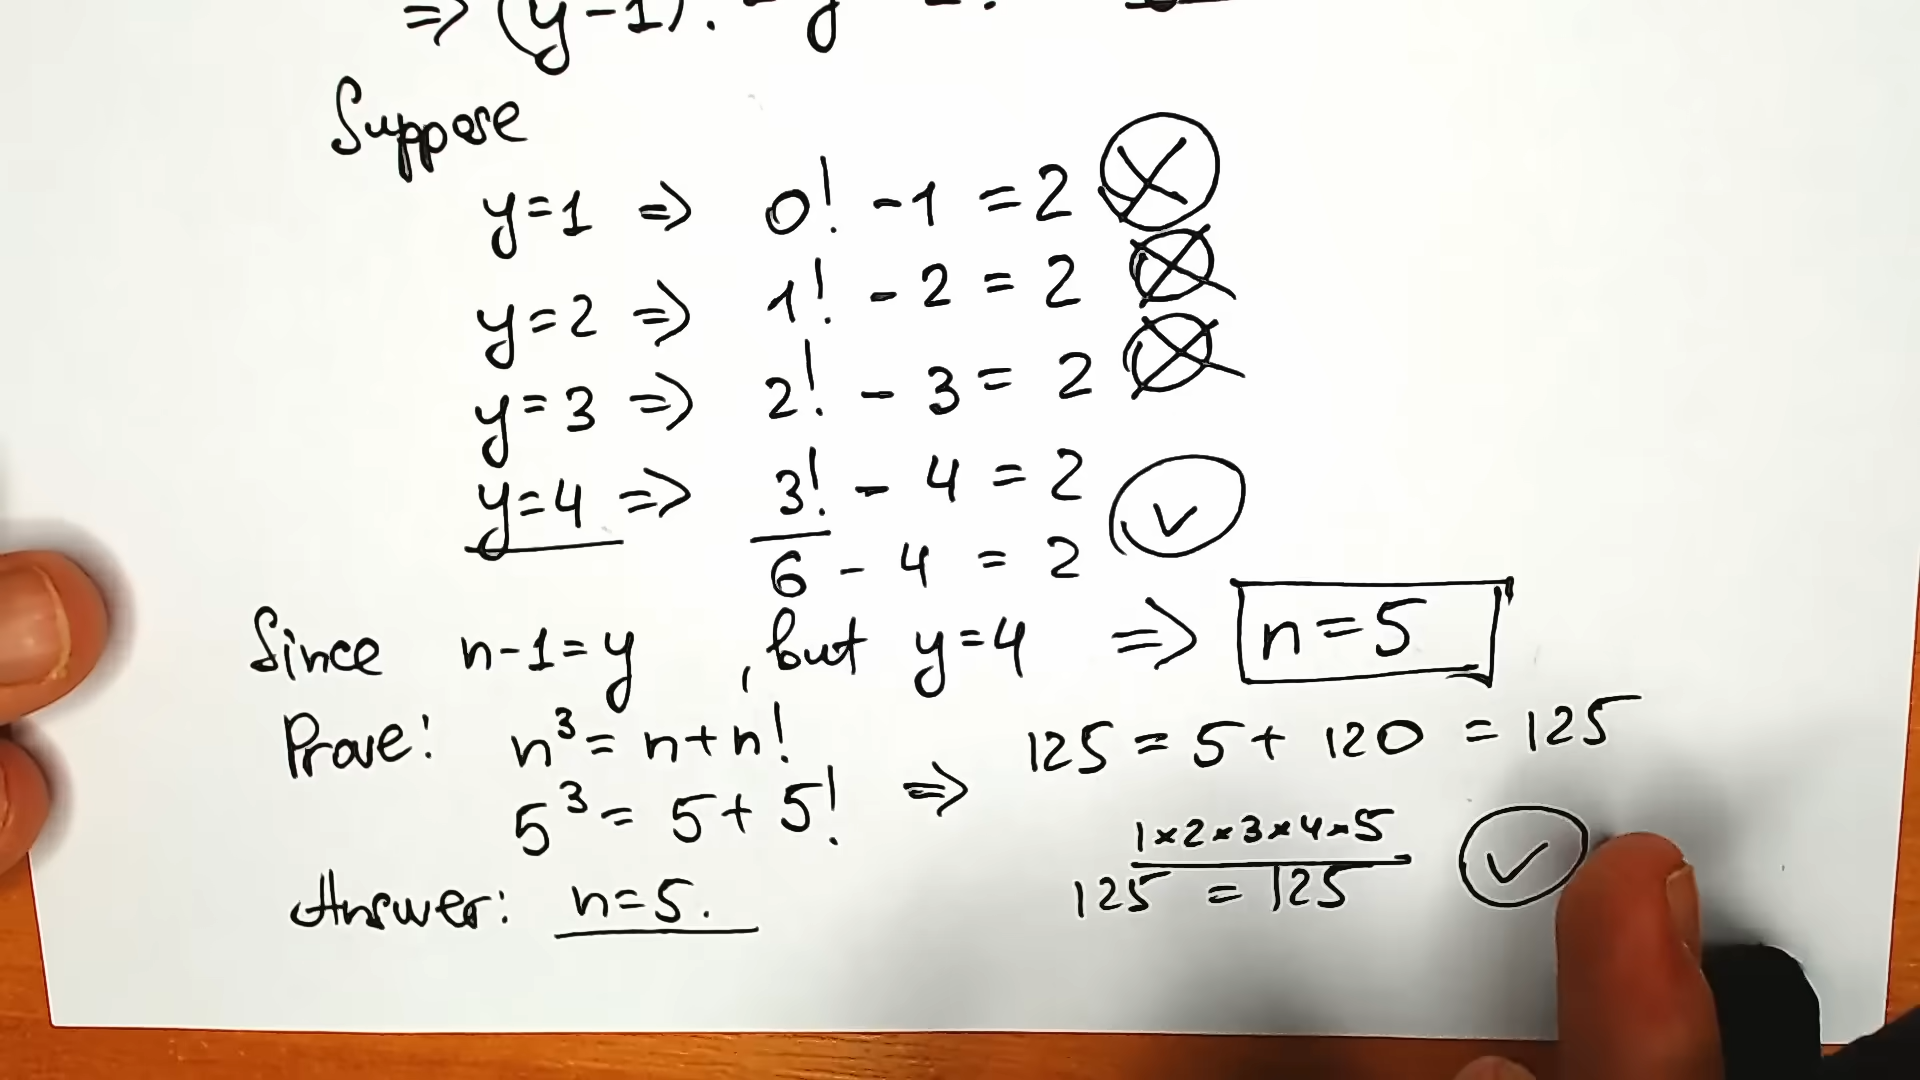 => (y-1)! - y = 2
Suppose
y=1 => 0! - 1 = 2
y=2 => 1! - 2 = 2
y=3 => 2! - 3 = 2
y=4 => 3! - 4 = 2
6 - 4 = 2
Since n-1=y , but y=4 => n=5
Prove: n³ = n+n!
5³ = 5+5! => 125 = 5 + 120 = 125
1×2×3×4×5
125 = 125
Answer: n=5.